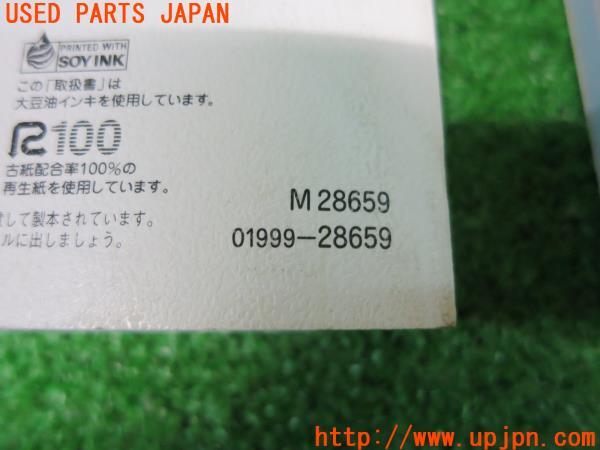 USED PARTS JAPAN
PRINTED WITH
SOY INK
この「取扱書」は
大豆油インキを使用しています。
R100
古紙配合率100%の
再生紙を使用しています。
して製本されています。
ルに出しましょう。
M 28659
01999-28659
http://www.upjpn.com/